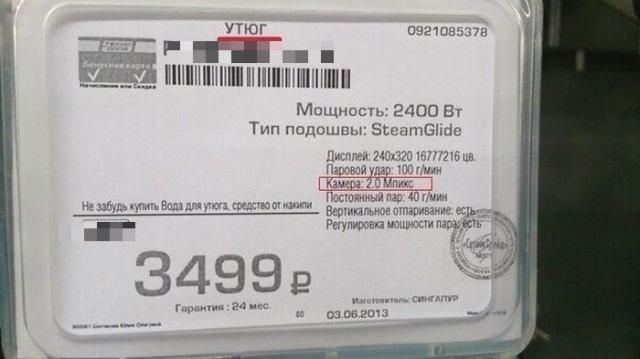 УТЮГ
0921085378
бонусная карта
Начисление или Скидка
Мощность: 2400 Вт
Тип подошвы: SteamGlide
Дисплей: 240x320 16777216 цв.
Паровой удар: 100 г/мин
Камера: 2.0 Мпикс
Постоянный пар: 40 г/мин
Вертикальное отпаривание: есть
Регулировка мощности пара: есть
Не забудь купить Вода для утюга, средство от накипи
3499 ₽
Гарантия: 24 мес.
Изготовитель: СИНГАПУР
80
03.06.2013